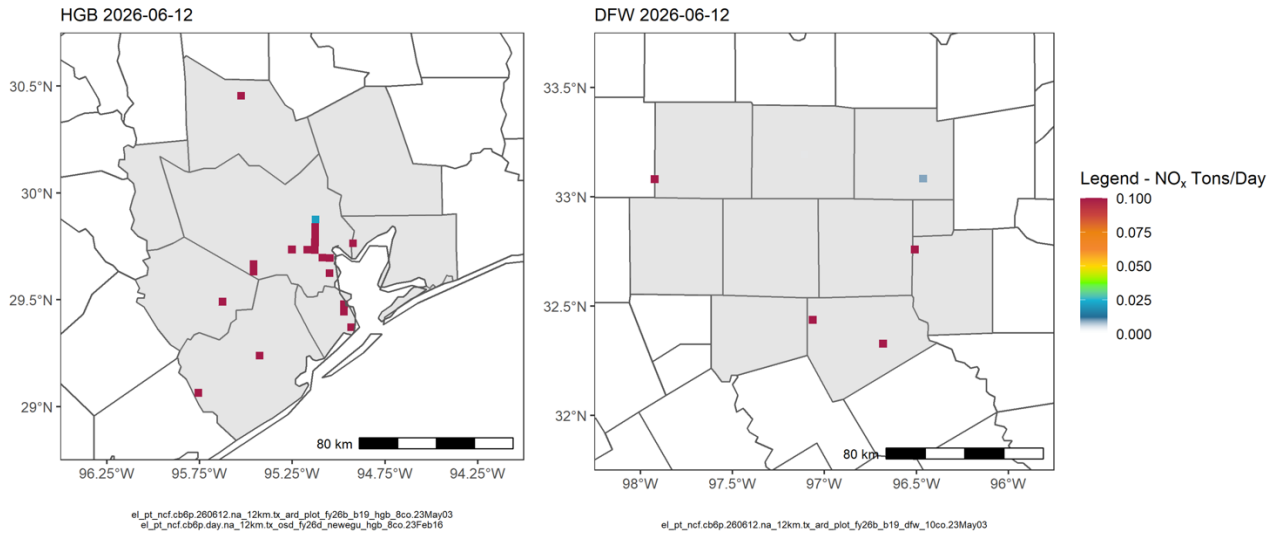 HGB 2026-06-12
DFW 2026-06-12
30.5°N
30°N
29.5°N
29°N
80 km
96.25°W 95.75°W 95.25°W 94.75°W 94.25°W
33.5°N
33°N
32.5°N
32°N
80 km
98°W 97.5°W 97°W 96.5°W 96°W
Legend - NOₓ Tons/Day
0.100
0.075
0.050
0.025
0.000
el_pt_ncf.cb6p.260612.na_12km.tx_ard_plot_fy26b_b19_hgb_8co.23May03
el_pt_ncf.cb6p.day.na_12km.tx_osd_fy26d_newegu_hgb_8co.23Feb16
el_pt_ncf.cb6p.260612.na_12km.tx_ard_plot_fy26b_b19_dfw_10co.23May03